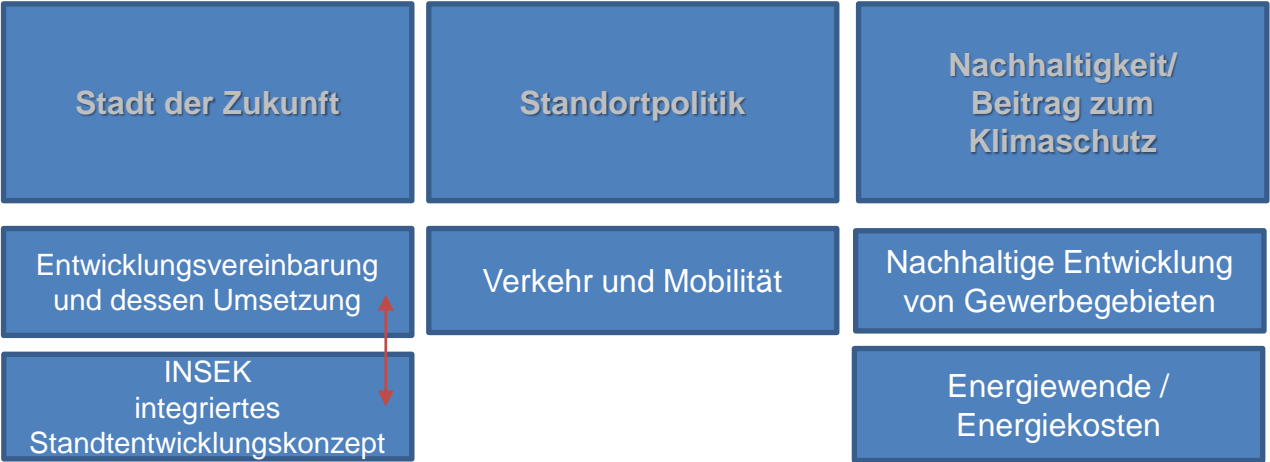 Stadt der Zukunft
Standortpolitik
Nachhaltigkeit/
Beitrag zum
Klimaschutz
Entwicklungsvereinbarung
und dessen Umsetzung
Verkehr und Mobilität
Nachhaltige Entwicklung
von Gewerbegebieten
INSEK
integriertes
Standtentwicklungskonzept
Energiewende /
Energiekosten